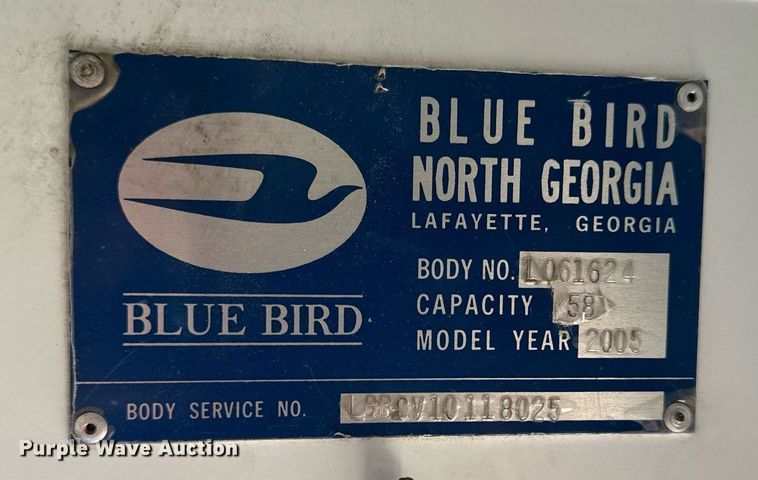 BLUE BIRD
NORTH GEORGIA
LAFAYETTE, GEORGIA
BODY NO. L061624
CAPACITY 58
MODEL YEAR 2005
BLUE BIRD
BODY SERVICE NO.
Purple Wave Auction